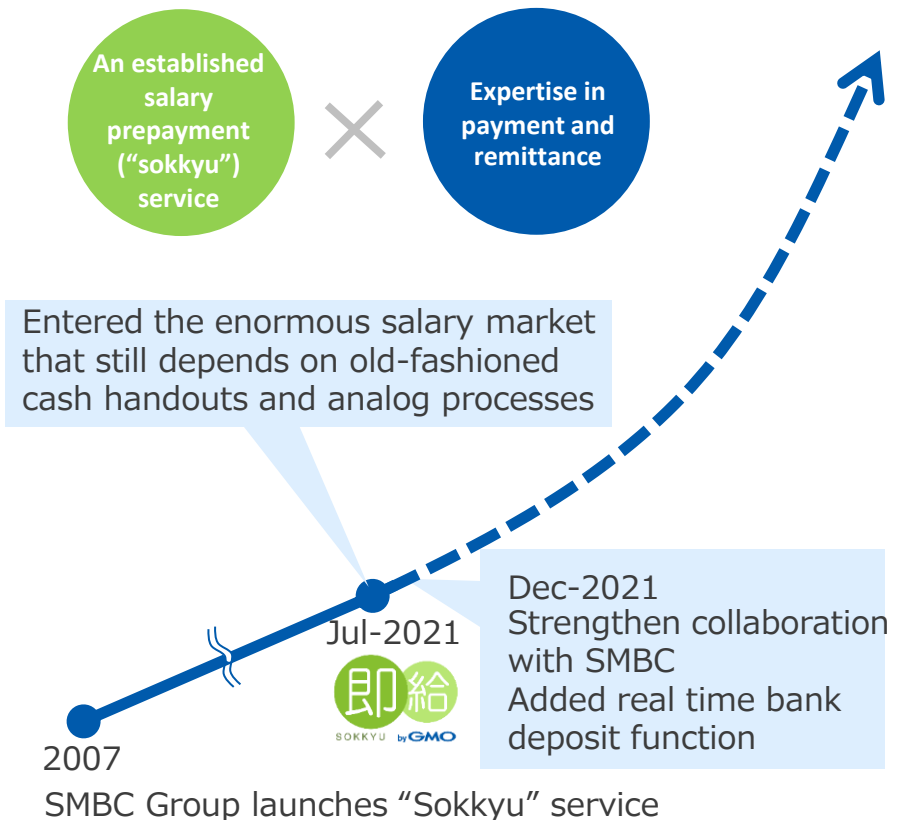 An established
salary
prepayment
(“sokkyu”)
service
Expertise in
payment and
remittance
Entered the enormous salary market
that still depends on old-fashioned
cash handouts and analog processes
Jul-2021
即給
SOKKYU by GMO
Dec-2021
Strengthen collaboration
with SMBC
Added real time bank
deposit function
2007
SMBC Group launches “Sokkyu” service